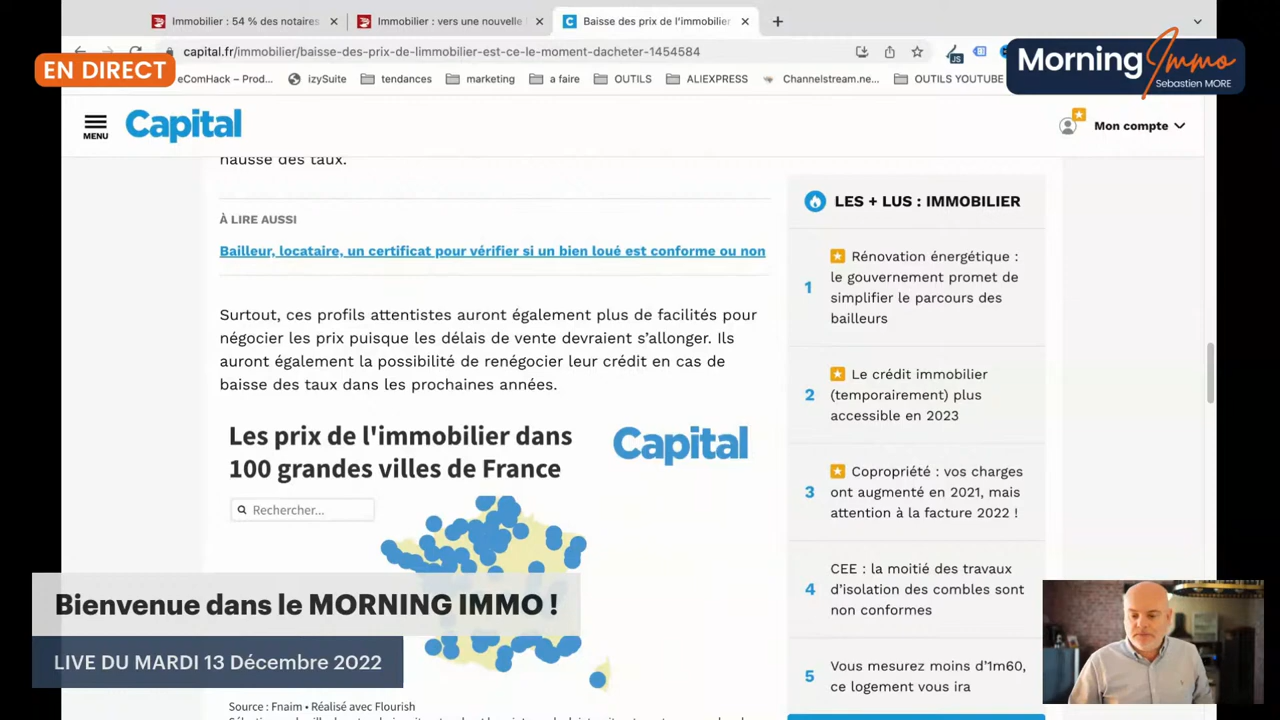 Immobilier : 54 % des notaires
Immobilier : vers une nouvelle
Baisse des prix de l'immobilier
capital.fr/immobilier/baisse-des-prix-de-limmobilier-est-ce-le-moment-dacheter-1454584
EN DIRECT
Morning Immo
Sebastien MORE
eComHack – Prod...
izySuite
tendances
marketing
a faire
OUTILS
ALIEXPRESS
Channelstream.ne...
OUTILS YOUTUBE
MENU
Capital
Mon compte
hausse des taux.
À LIRE AUSSI
Bailleur, locataire, un certificat pour vérifier si un bien loué est conforme ou non
Surtout, ces profils attentistes auront également plus de facilités pour
négocier les prix puisque les délais de vente devraient s'allonger. Ils
auront également la possibilité de renégocier leur crédit en cas de
baisse des taux dans les prochaines années.
Les prix de l'immobilier dans
100 grandes villes de France
Capital
Rechercher...
Source : Fnaim • Réalisé avec Flourish
LES + LUS : IMMOBILIER
1
Rénovation énergétique :
le gouvernement promet de
simplifier le parcours des
bailleurs
2
Le crédit immobilier
(temporairement) plus
accessible en 2023
3
Copropriété : vos charges
ont augmenté en 2021, mais
attention à la facture 2022 !
4
CEE : la moitié des travaux
d'isolation des combles sont
non conformes
5
Vous mesurez moins d'1m60,
ce logement vous ira
Bienvenue dans le MORNING IMMO !
LIVE DU MARDI 13 Décembre 2022